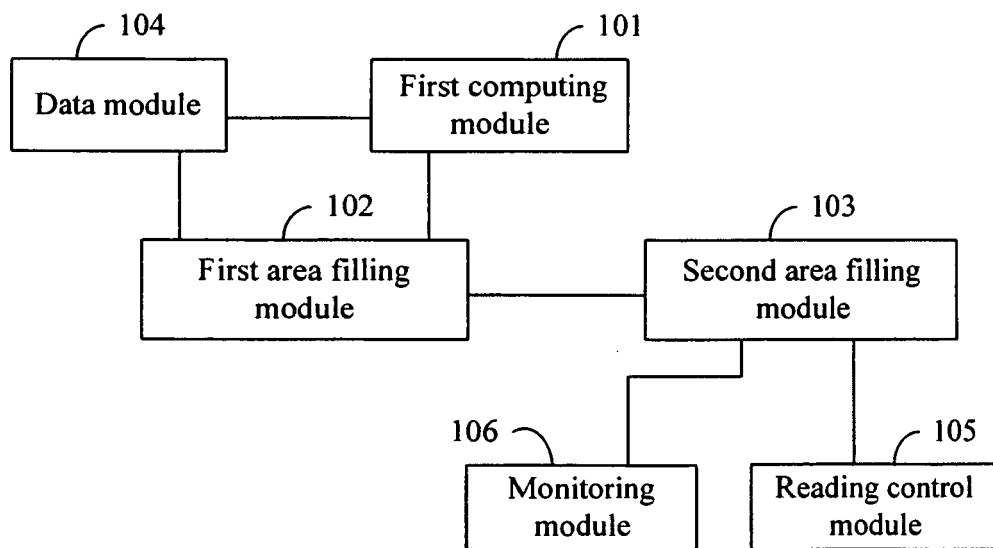 104
101
Data module
First computing
module
102
103
First area filling
module
Second area filling
module
106
105
Monitoring
module
Reading control
module